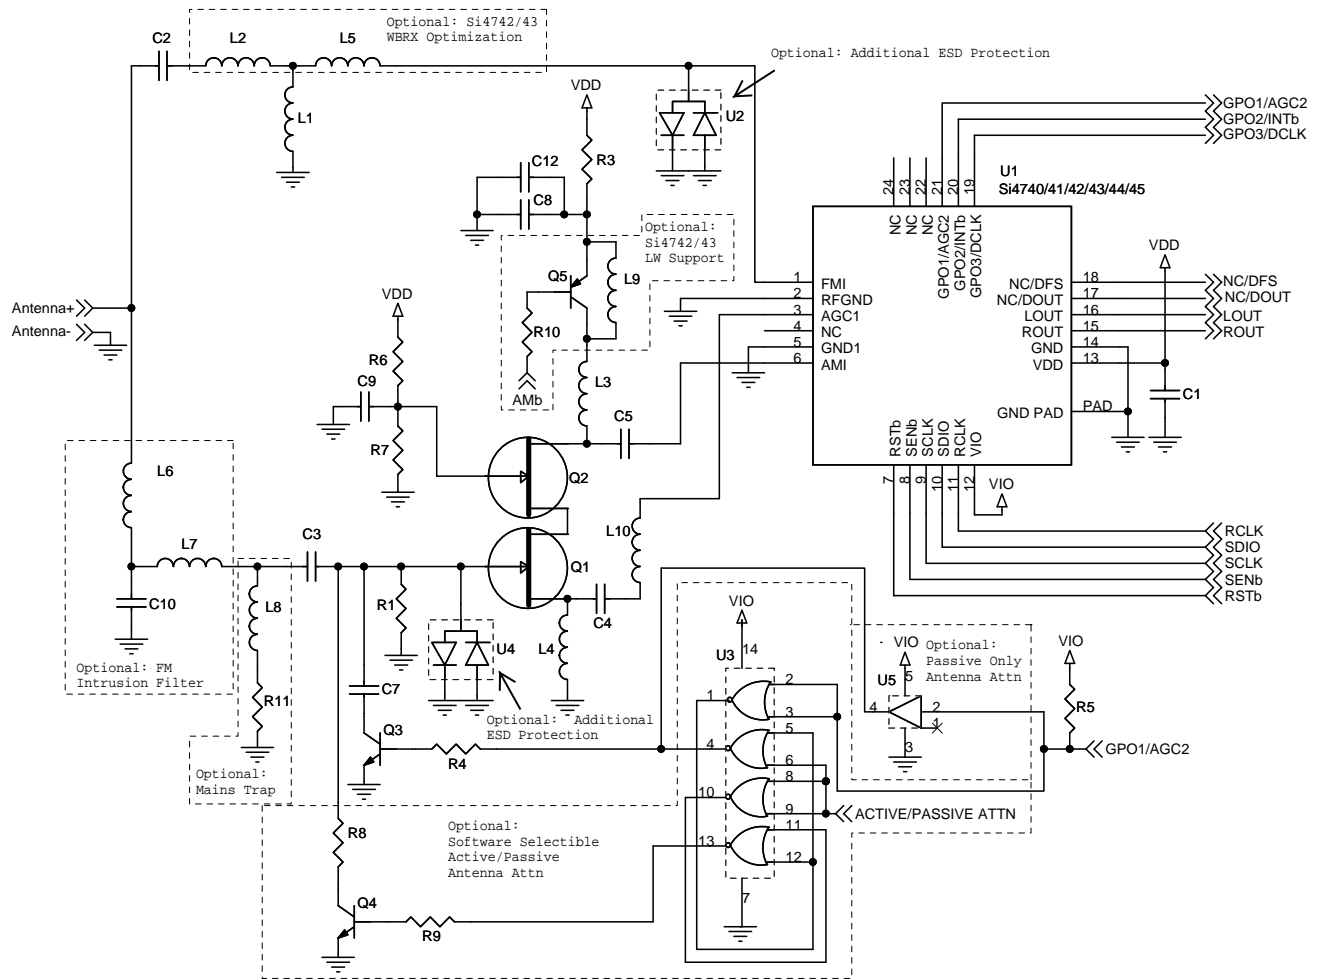 Optional: Si4742/43
WBRX Optimization
C2
L2
L5
Optional: Additional ESD Protection
L1
VDD
U2
R3
C12
C8
GPO1/AGC2
GPO2/INTb
GPO3/DCLK
U1
Si4740/41/42/43/44/45
24
23
22
21
20
19
NC
NC
NC
GPO1/AGC2
GPO2/INTb
GPO3/DCLK
Optional:
Si4742/43
LW Support
Q5
L9
R10
AMb
L3
C5
1 FMI
2 RFGND
3 AGC1
4 NC
5 GND1
6 AMI
NC/DFS 18 NC/DFS
NC/DOUT 17 NC/DOUT
LOUT 16 LOUT
ROUT 15 ROUT
GND 14
VDD 13
GND PAD PAD
VDD
C1
RSTb
SENb
SCLK
SDIO
RCLK
VIO
7
8
9
10
11
12
VIO
RCLK
SDIO
SCLK
SENb
RSTb
Antenna+
Antenna-
VDD
R6
C9
R7
Q2
L6
L7
C10
Optional: FM
Intrusion Filter
C3
L8
R11
Optional:
Mains Trap
R1
C7
Q1
L10
C4
L4
U4
Optional: Additional
ESD Protection
Q3
R4
VIO
U3
14
1
2
3
4
5
6
8
9
10
11
12
13
7
VIO
U5
5
4
2
1
3
Optional:
Passive Only
Antenna Attn
VIO
R5
GPO1/AGC2
ACTIVE/PASSIVE ATTN
Optional:
Software Selectible
Active/Passive
Antenna Attn
R8
Q4
R9